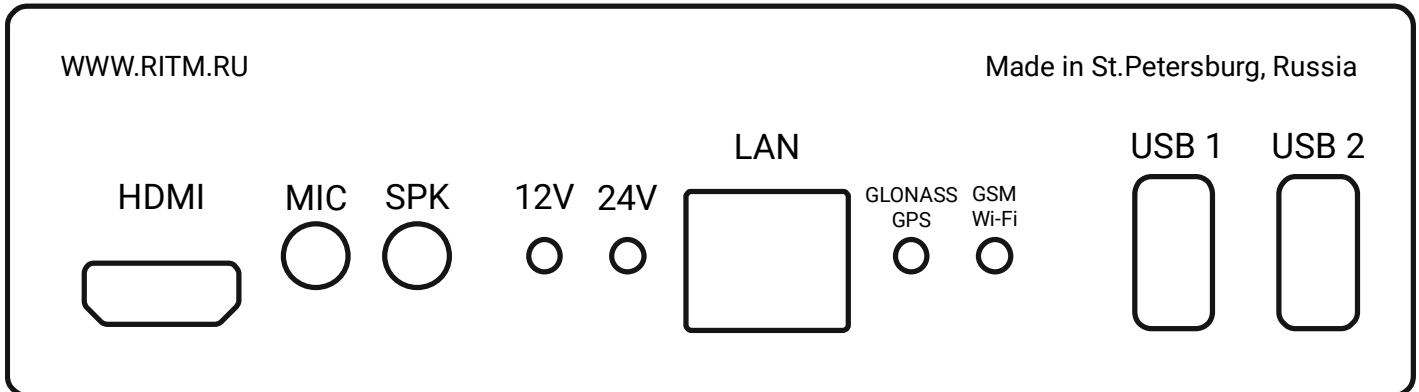 WWW.RITM.RU
Made in St.Petersburg, Russia
HDMI
MIC
SPK
12V
24V
LAN
GLONASS
GPS
GSM
Wi-Fi
USB 1
USB 2